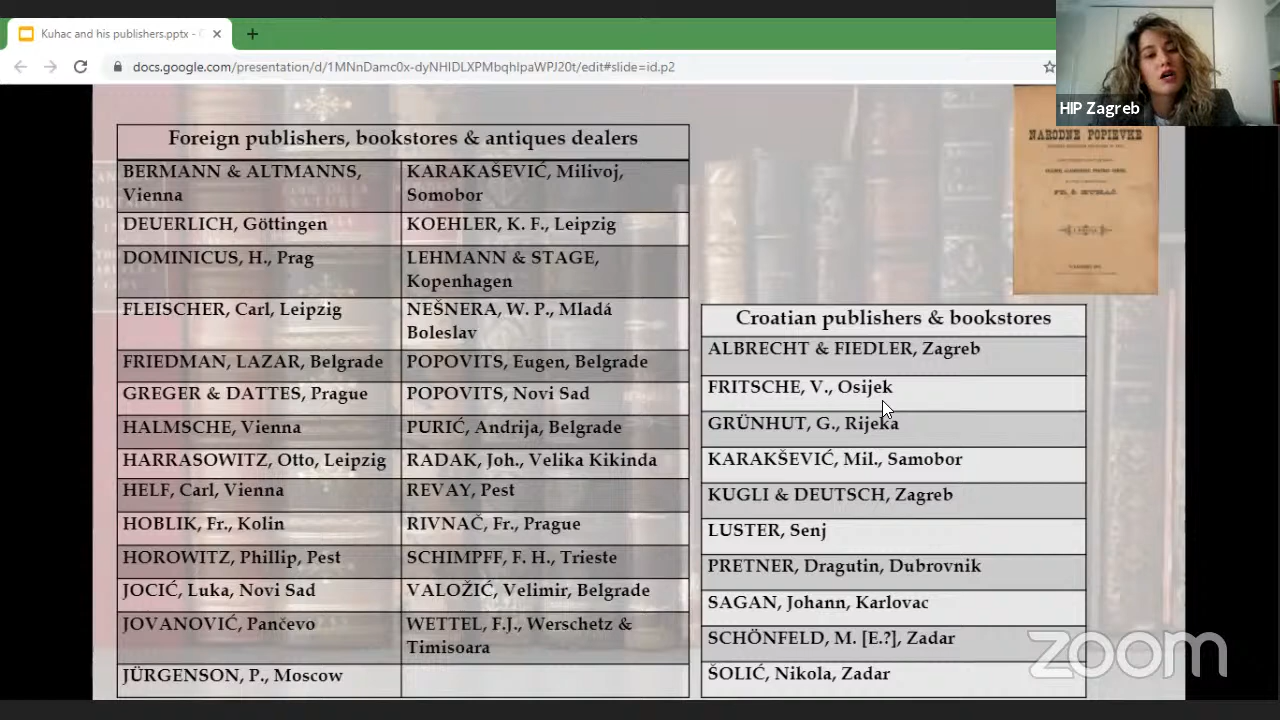 Kuhac and his publishers.pptx -
docs.google.com/presentation/d/1MNnDamc0x-dyNHIDLXPMbqhIpaWPJ20t/edit#slide=id.p2
HIP Zagreb
NARODNE POPIEVKE
Foreign publishers, bookstores & antiques dealers
BERMANN & ALTMANNS,
Vienna
KARAKAŠEVIĆ, Milivoj,
Somobor
DEUERLICH, Göttingen
KOEHLER, K. F., Leipzig
DOMINICUS, H., Prag
LEHMANN & STAGE,
Kopenhagen
FLEISCHER, Carl, Leipzig
NEŠNERA, W. P., Mladá
Boleslav
FRIEDMAN, LAZAR, Belgrade
POPOVITS, Eugen, Belgrade
GREGER & DATTES, Prague
POPOVITS, Novi Sad
HALMSCHE, Vienna
PURIĆ, Andrija, Belgrade
HARRASOWITZ, Otto, Leipzig
RADAK, Joh., Velika Kikinda
HELF, Carl, Vienna
REVAY, Pest
HOBLIK, Fr., Kolin
RIVNAČ, Fr., Prague
HOROWITZ, Phillip, Pest
SCHIMPFF, F. H., Trieste
JOCIĆ, Luka, Novi Sad
VALOŽIĆ, Velimir, Belgrade
JOVANOVIĆ, Pančevo
WETTEL, F.J., Werschetz &
Timisoara
JÜRGENSON, P., Moscow
Croatian publishers & bookstores
ALBRECHT & FIEDLER, Zagreb
FRITSCHE, V., Osijek
GRÜNHUT, G., Rijeka
KARAKŠEVIĆ, Mil., Samobor
KUGLI & DEUTSCH, Zagreb
LUSTER, Senj
PRETNER, Dragutin, Dubrovnik
SAGAN, Johann, Karlovac
SCHÖNFELD, M. [E.?], Zadar
ŠOLIĆ, Nikola, Zadar
zoom